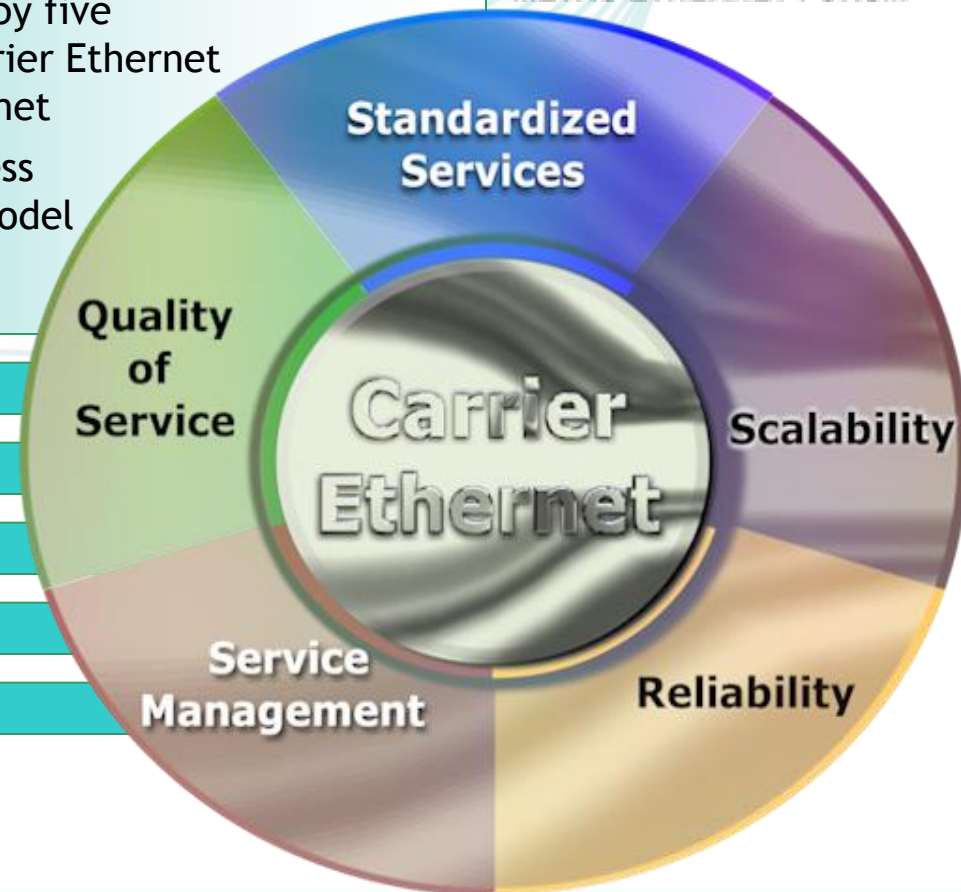 by five
rier Ethernet
net
ss
odel
Standardized
Services
Quality
of
Service
Carrier
Ethernet
Scalability
Service
Management
Reliability